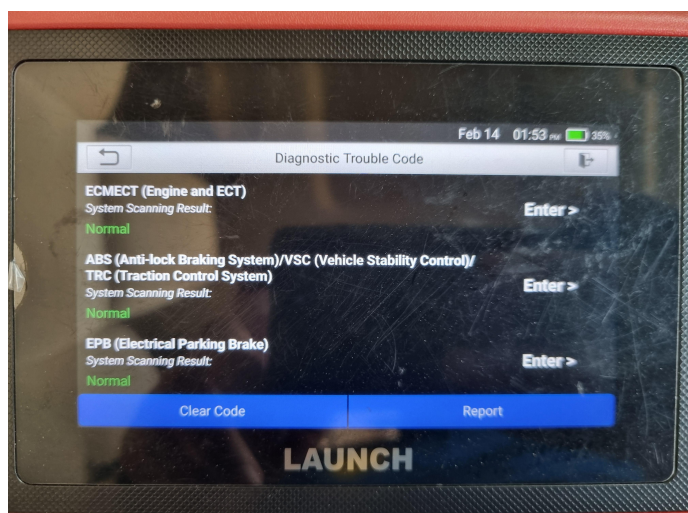 Feb 14 01:53 PM 35%
Diagnostic Trouble Code
ECMECT (Engine and ECT)
System Scanning Result:
Enter >
Normal
ABS (Anti-lock Braking System)/VSC (Vehicle Stability Control)/
TRC (Traction Control System)
System Scanning Result:
Enter >
Normal
EPB (Electrical Parking Brake)
System Scanning Result:
Enter >
Normal
Clear Code Report
LAUNCH